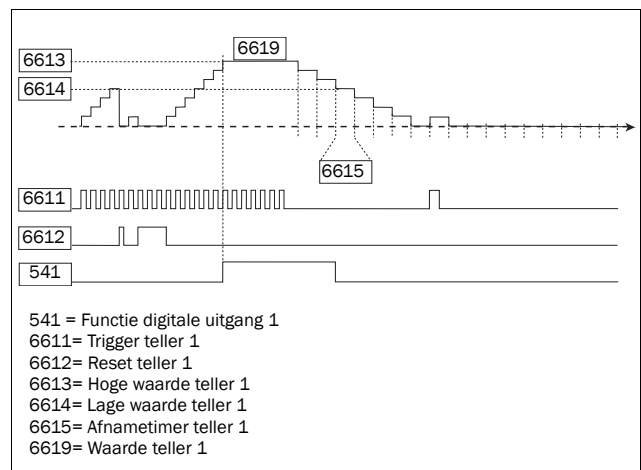 6619
6613
6614
6615
6611
6612
541
541 = Functie digitale uitgang 1
6611= Trigger teller 1
6612= Reset teller 1
6613= Hoge waarde teller 1
6614= Lage waarde teller 1
6615= Afnametimer teller 1
6619= Waarde teller 1